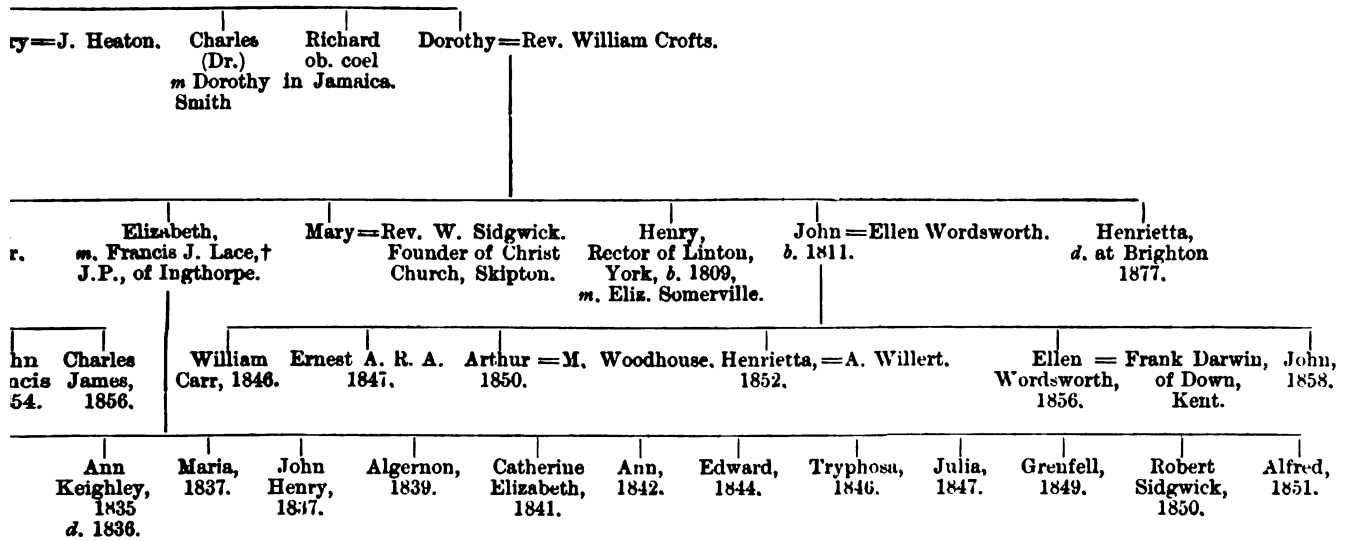 ry=J. Heaton. Charles Richard Dorothy=Rev. William Crofts.
(Dr.) ob. coel
m Dorothy in Jamaica.
Smith
Elizabeth, Mary=Rev. W. Sidgwick. Henry, John=Ellen Wordsworth. Henrietta,
r. m. Francis J. Lace,† Founder of Christ Rector of Linton, b. 1811. d. at Brighton
J.P., of Ingthorpe. Church, Skipton. York, b. 1809, 1877.
m. Eliz. Somerville.
hn Charles William Ernest A. R. A. Arthur=M. Woodhouse. Henrietta,=A. Willert. Ellen = Frank Darwin, John,
ncis James, Carr, 1846. 1847. 1850. 1852. Wordsworth, of Down, 1858.
54. 1856. 1856. Kent.
Ann Maria, John Algernon, Catherine Ann, Edward, Tryphosa, Julia, Grenfell, Robert Alfred,
Keighley, 1837. Henry, 1839. Elizabeth, 1842. 1844. 1846. 1847. 1849. Sidgwick, 1851.
1835 1837. 1841. 1850.
d. 1836.